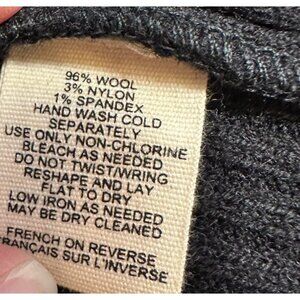 96% WOOL
3% NYLON
1% SPANDEX
HAND WASH COLD
SEPARATELY
USE ONLY NON-CHLORINE
BLEACH AS NEEDED
DO NOT TWIST/WRING
RESHAPE AND LAY
FLAT TO DRY
LOW IRON AS NEEDED
MAY BE DRY CLEANED
FRENCH ON REVERSE
FRANÇAIS SUR L'INVERSE